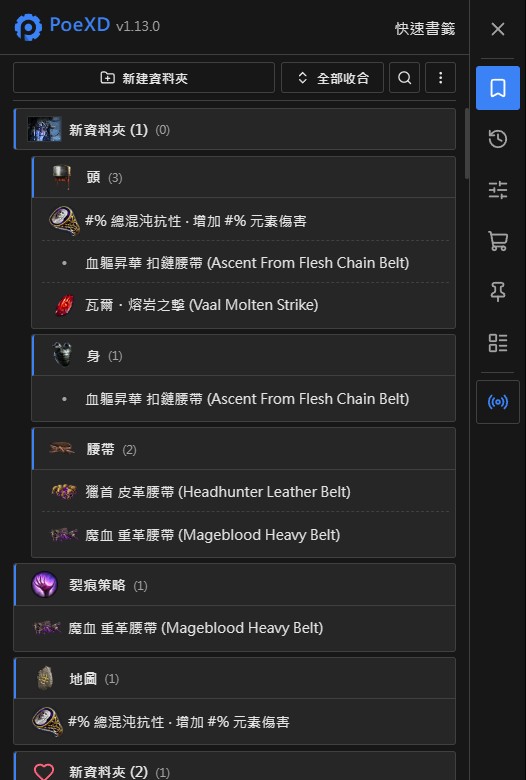 PoeXD v1.13.0 快速書籤
新建資料夾 全部收合
新資料夾 (1) (0)
頭 (3)
#% 總混沌抗性 · 增加 #% 元素傷害
血軀昇華 扣鏈腰帶 (Ascent From Flesh Chain Belt)
瓦爾．熔岩之擊 (Vaal Molten Strike)
身 (1)
血軀昇華 扣鏈腰帶 (Ascent From Flesh Chain Belt)
腰帶 (2)
獵首 皮革腰帶 (Headhunter Leather Belt)
魔血 重革腰帶 (Mageblood Heavy Belt)
裂痕策略 (1)
魔血 重革腰帶 (Mageblood Heavy Belt)
地圖 (1)
#% 總混沌抗性 · 增加 #% 元素傷害
新資料夾 (2) (1)